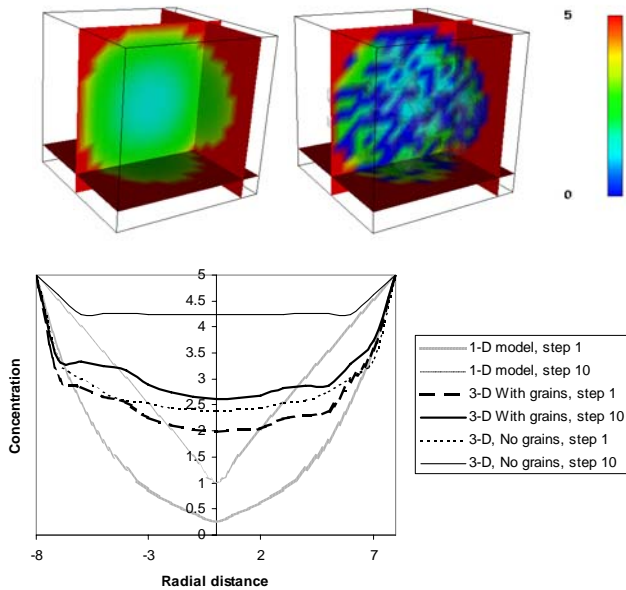 5
0
5
4.5
4
3.5
3
2.5
2
1.5
1
0.5
0
-8
-3
2
7
Concentration
Radial distance
1-D model, step 1
1-D model, step 10
3-D With grains, step 1
3-D With grains, step 10
3-D, No grains, step 1
3-D, No grains, step 10